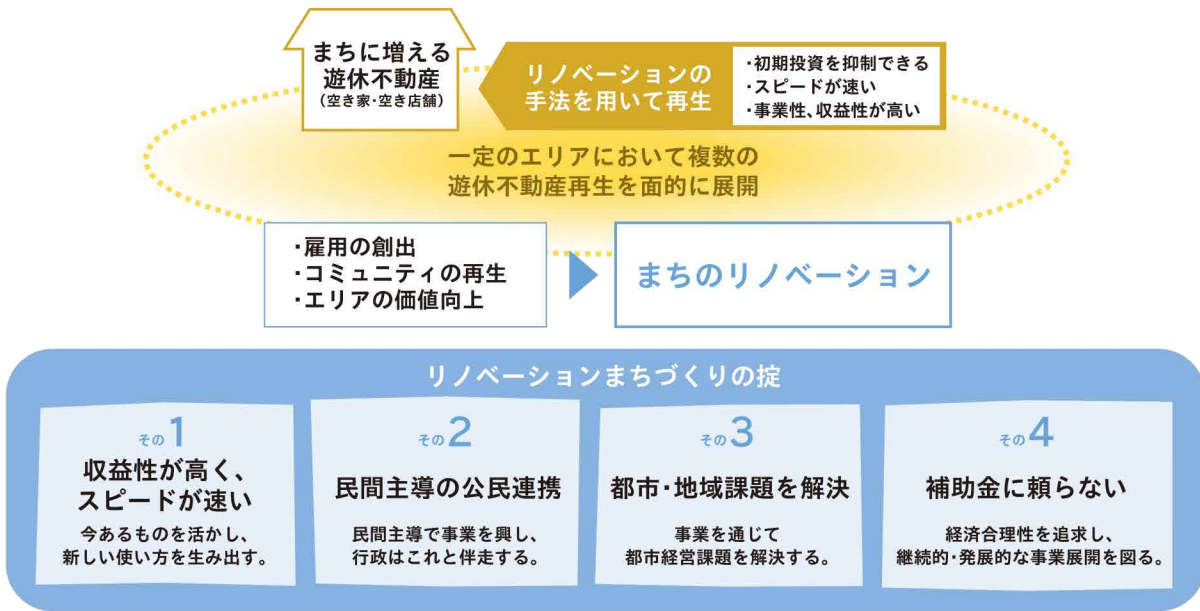 まちに増える
遊休不動産
（空き家・空き店舗）
リノベーションの
手法を用いて再生
・初期投資を抑制できる
・スピードが速い
・事業性、収益性が高い
一定のエリアにおいて複数の
遊休不動産再生を面的に展開
・雇用の創出
・コミュニティの再生
・エリアの価値向上
まちのリノベーション
リノベーションまちづくりの掟
その1
収益性が高く、
スピードが速い
今あるものを活かし、
新しい使い方を生み出す。
その2
民間主導の公民連携
民間主導で事業を興し、
行政はこれと伴走する。
その3
都市・地域課題を解決
事業を通じて
都市経営課題を解決する。
その4
補助金に頼らない
経済合理性を追求し、
継続的・発展的な事業展開を図る。